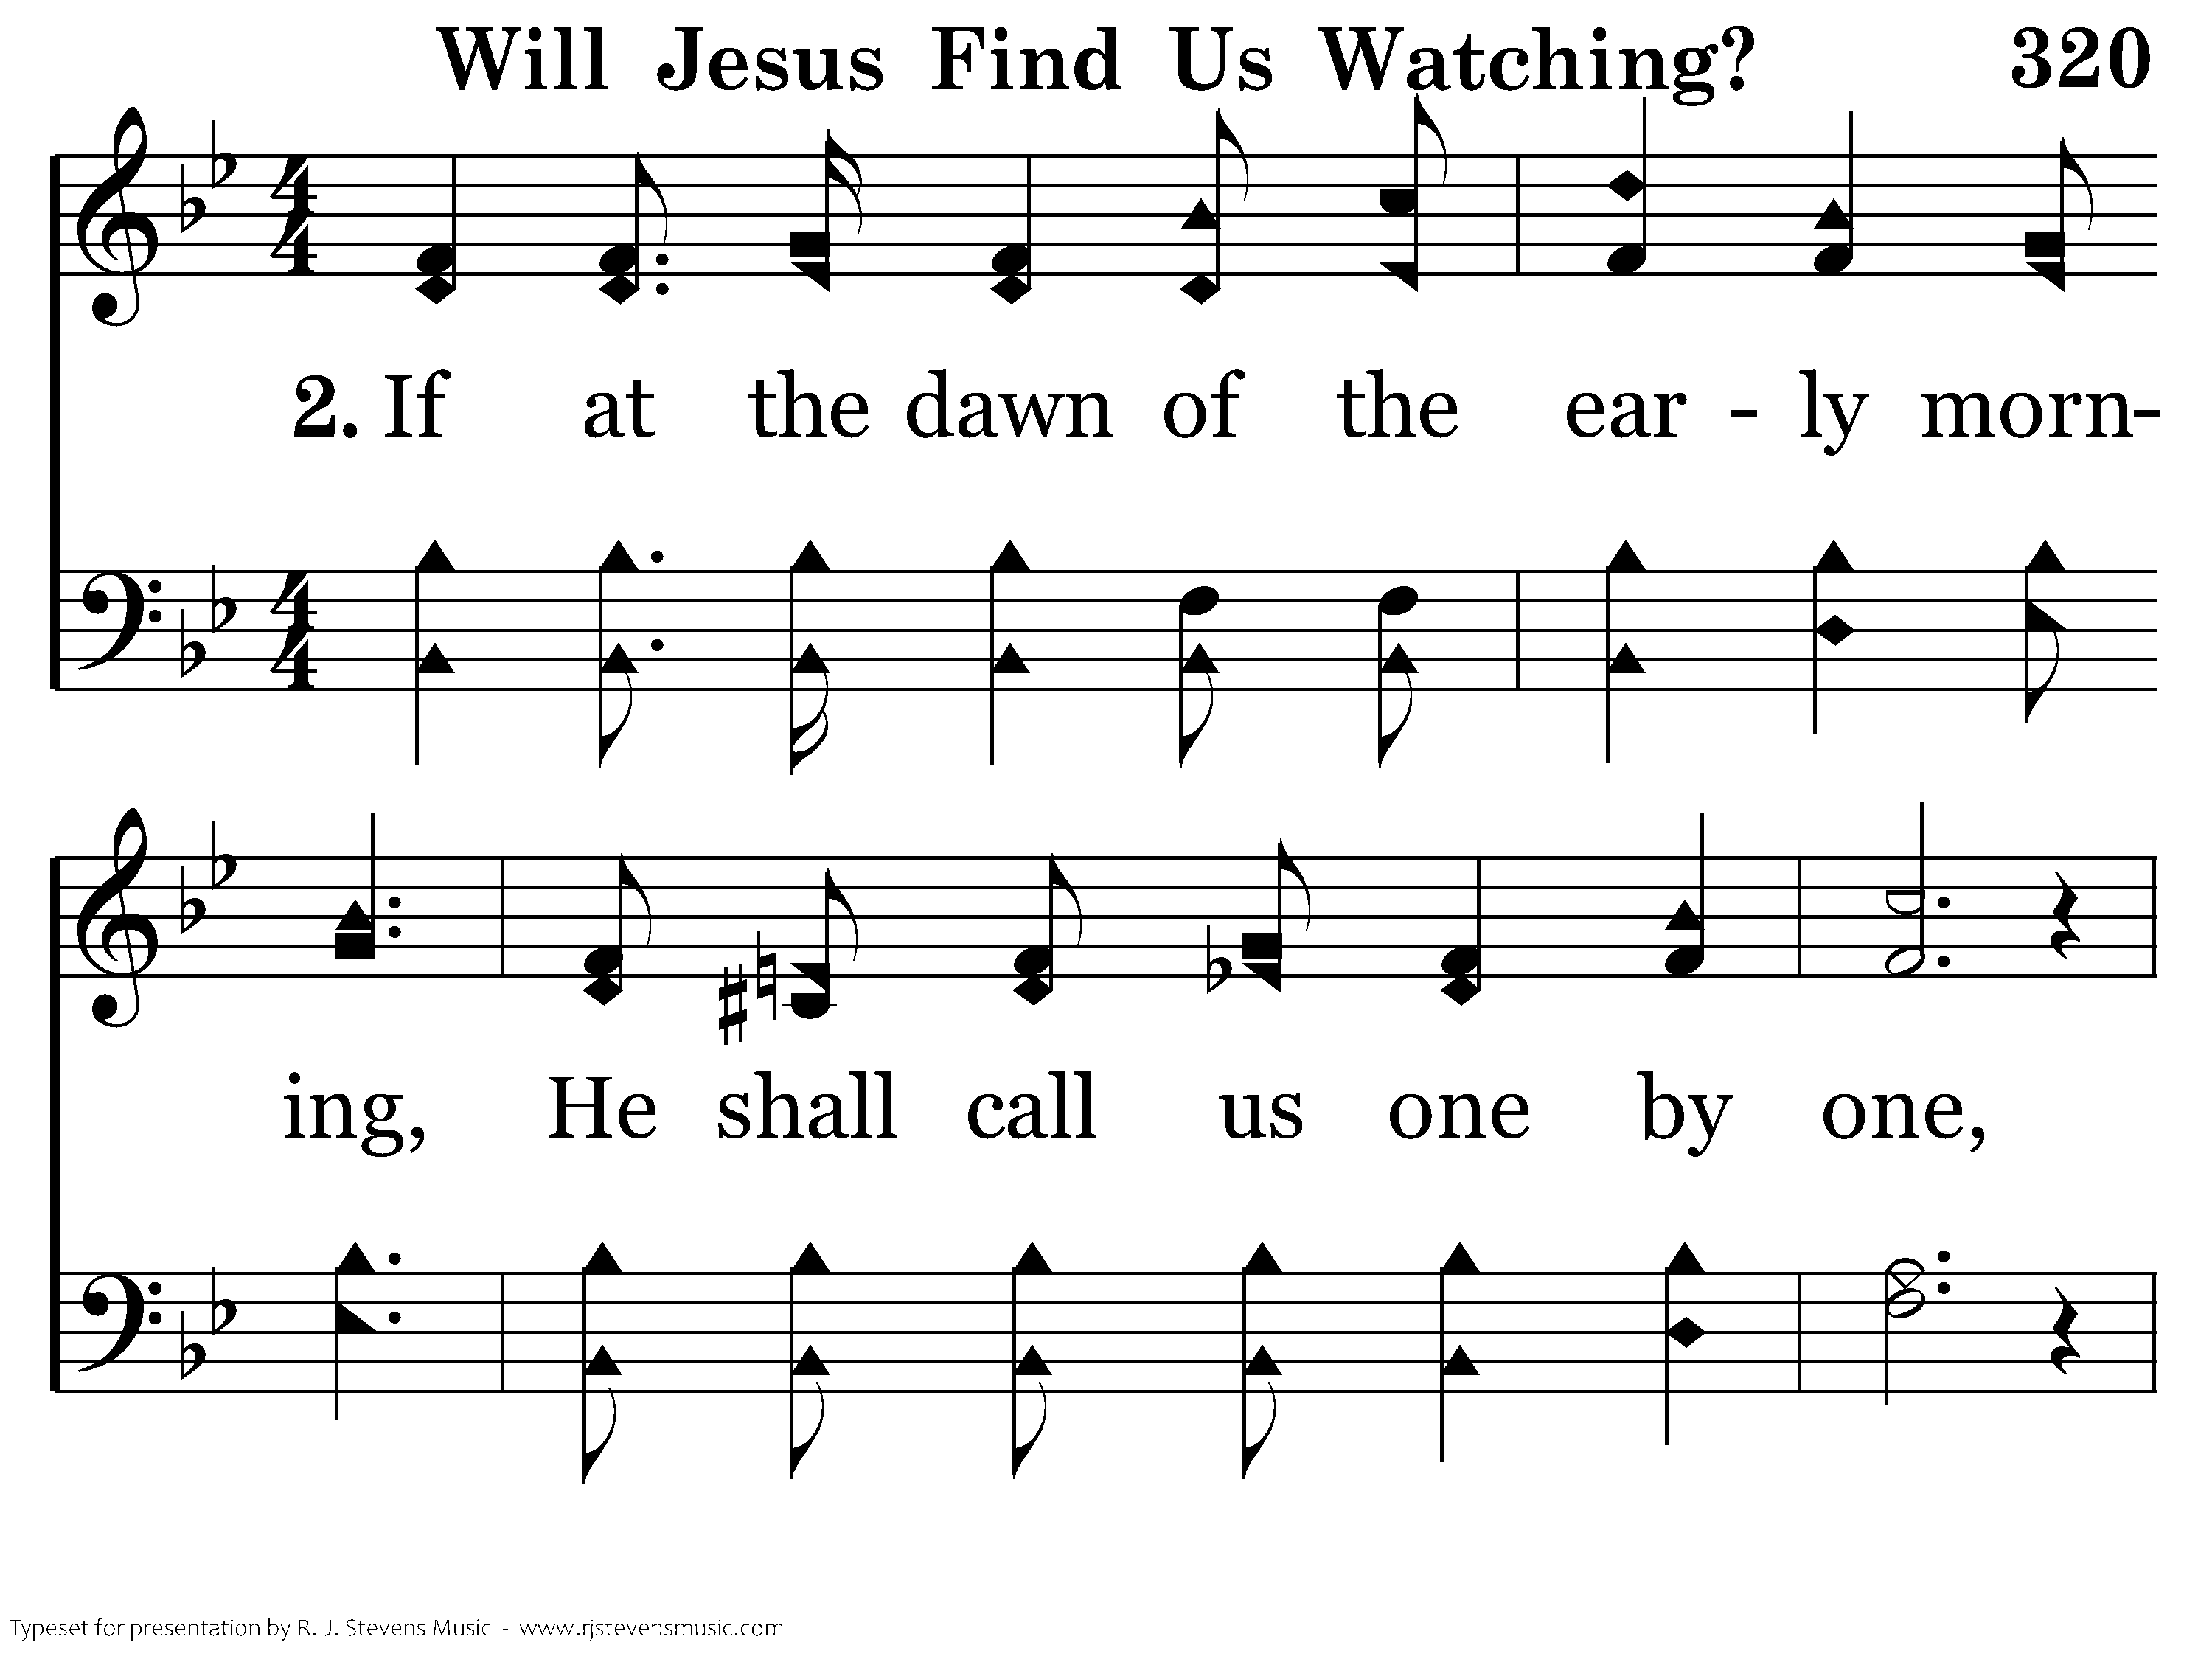 Will Jesus Find Us Watching? 320
2. If at the dawn of the ear - ly morn-
ing, He shall call us one by one,
Typeset for presentation by R. J. Stevens Music - www.rjstevensmusic.com